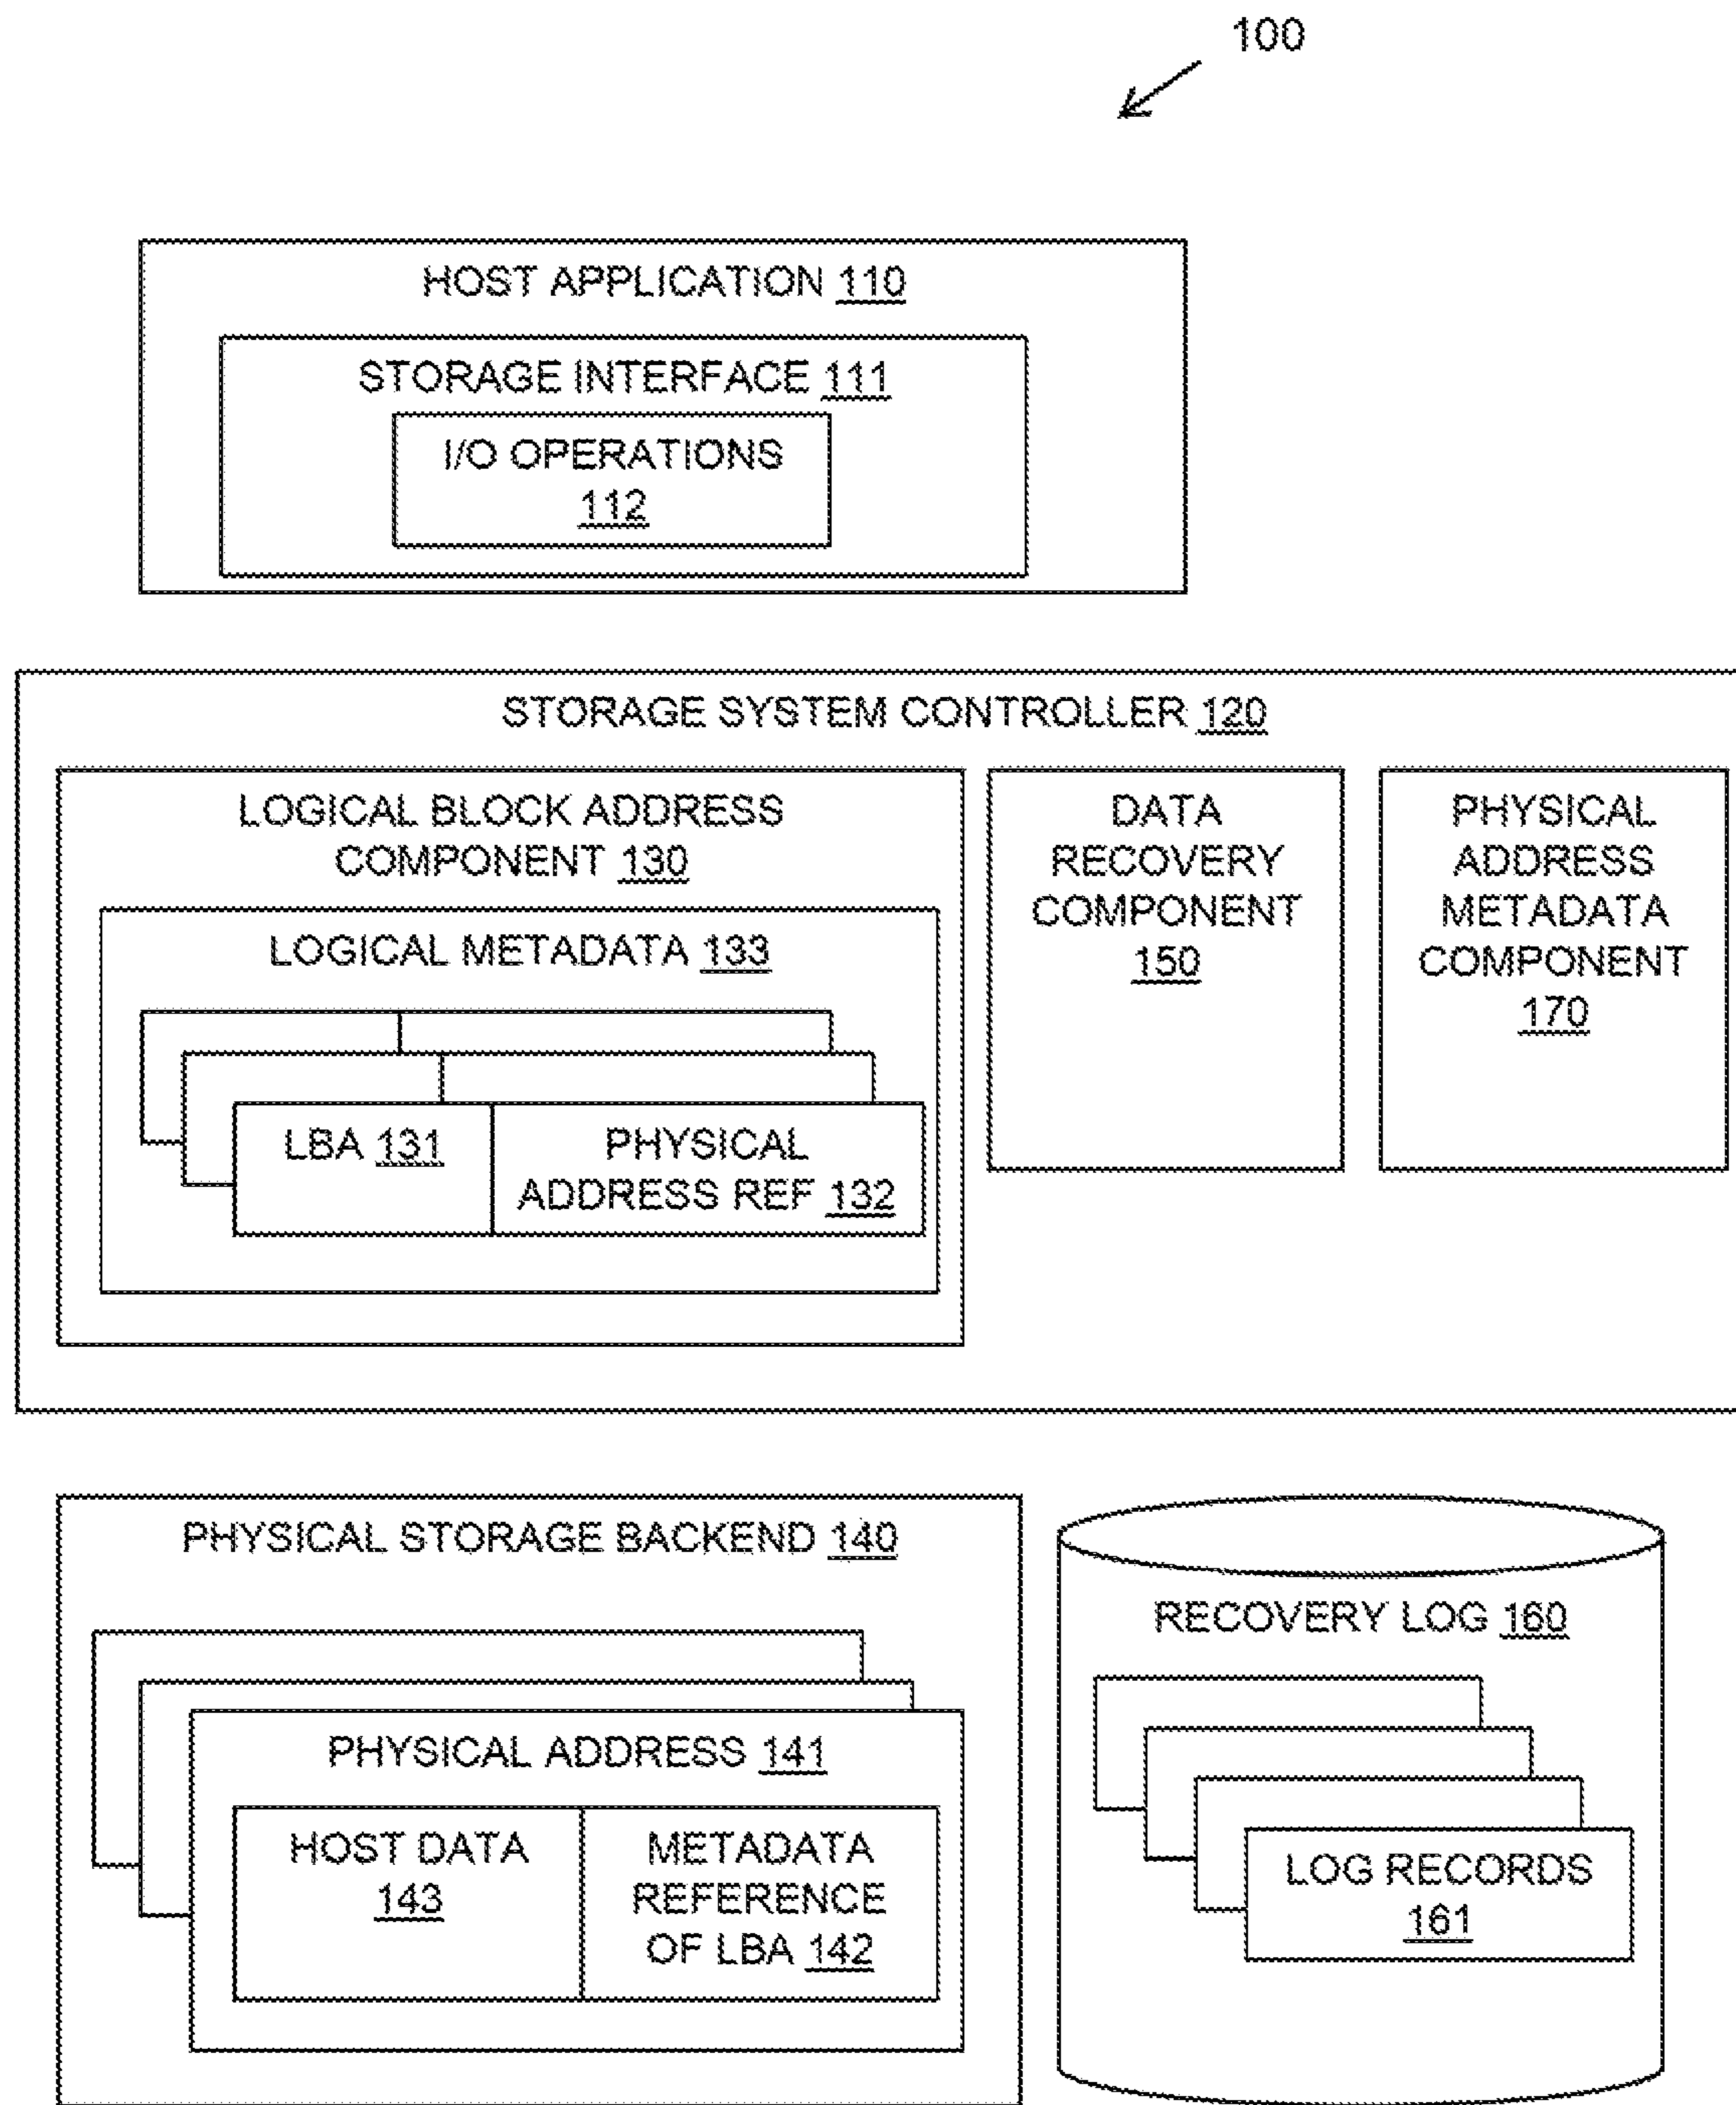 100
HOST APPLICATION 110
STORAGE INTERFACE 111
I/O OPERATIONS
112
STORAGE SYSTEM CONTROLLER 120
LOGICAL BLOCK ADDRESS
COMPONENT 130
LOGICAL METADATA 133
LBA 131
PHYSICAL
ADDRESS REF 132
DATA
RECOVERY
COMPONENT
150
PHYSICAL
ADDRESS
METADATA
COMPONENT
170
PHYSICAL STORAGE BACKEND 140
PHYSICAL ADDRESS 141
HOST DATA
143
METADATA
REFERENCE
OF LBA 142
RECOVERY LOG 160
LOG RECORDS
161